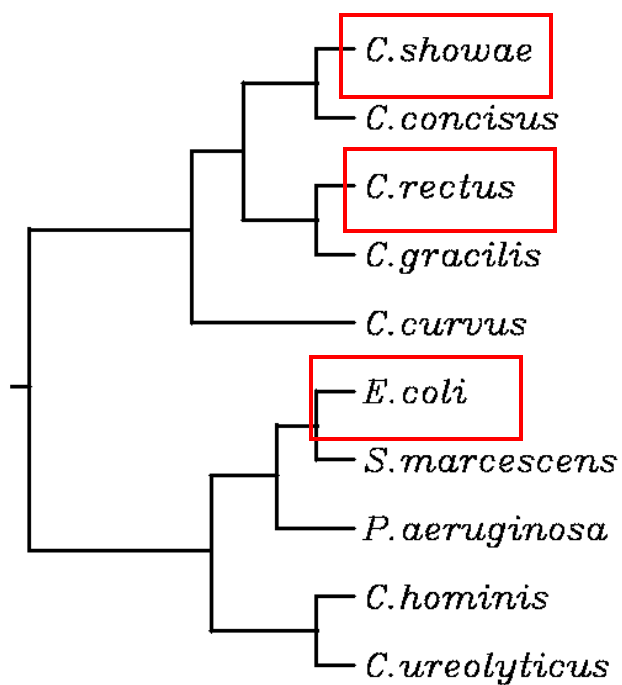 C.showae
C.concisus
C.rectus
C.gracilis
C.curvus
E.coli
S.marcescens
P.aeruginosa
C.hominis
C.ureolyticus